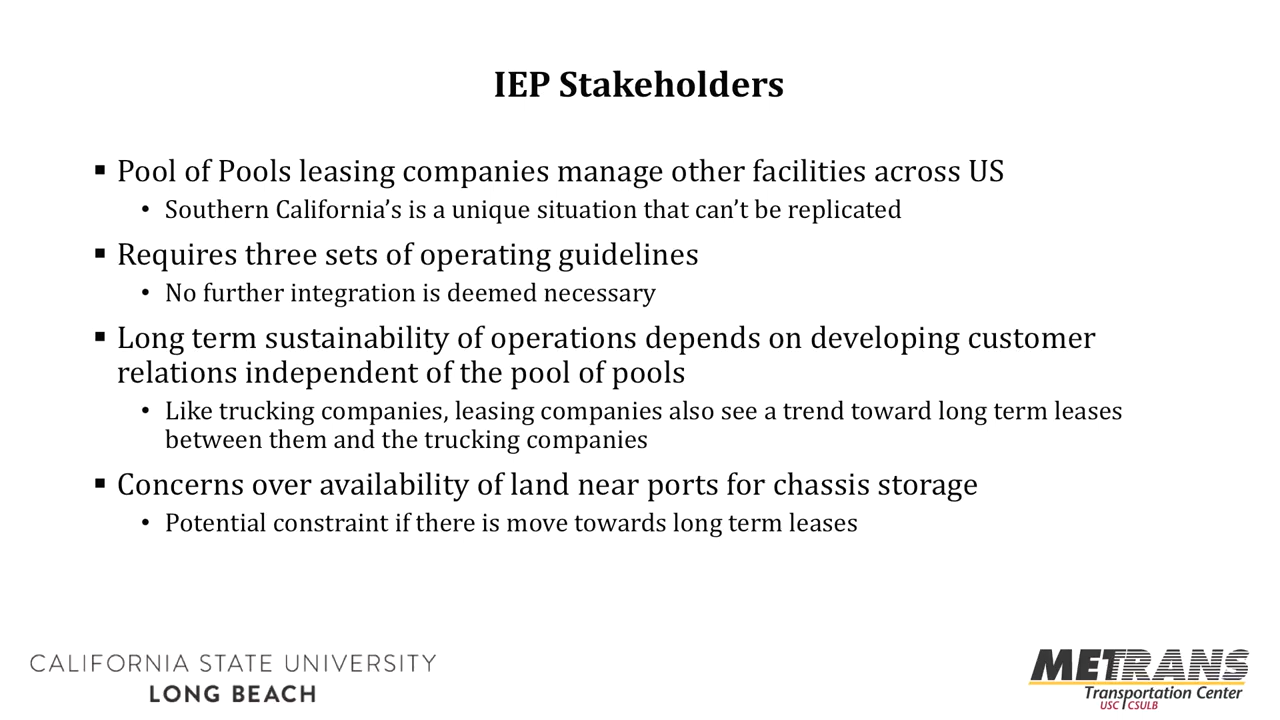 IEP Stakeholders
▪ Pool of Pools leasing companies manage other facilities across US
• Southern California’s is a unique situation that can’t be replicated
▪ Requires three sets of operating guidelines
• No further integration is deemed necessary
▪ Long term sustainability of operations depends on developing customer
relations independent of the pool of pools
• Like trucking companies, leasing companies also see a trend toward long term leases
between them and the trucking companies
▪ Concerns over availability of land near ports for chassis storage
• Potential constraint if there is move towards long term leases
CALIFORNIA STATE UNIVERSITY
LONG BEACH
METRANS
Transportation Center
USC CSULB